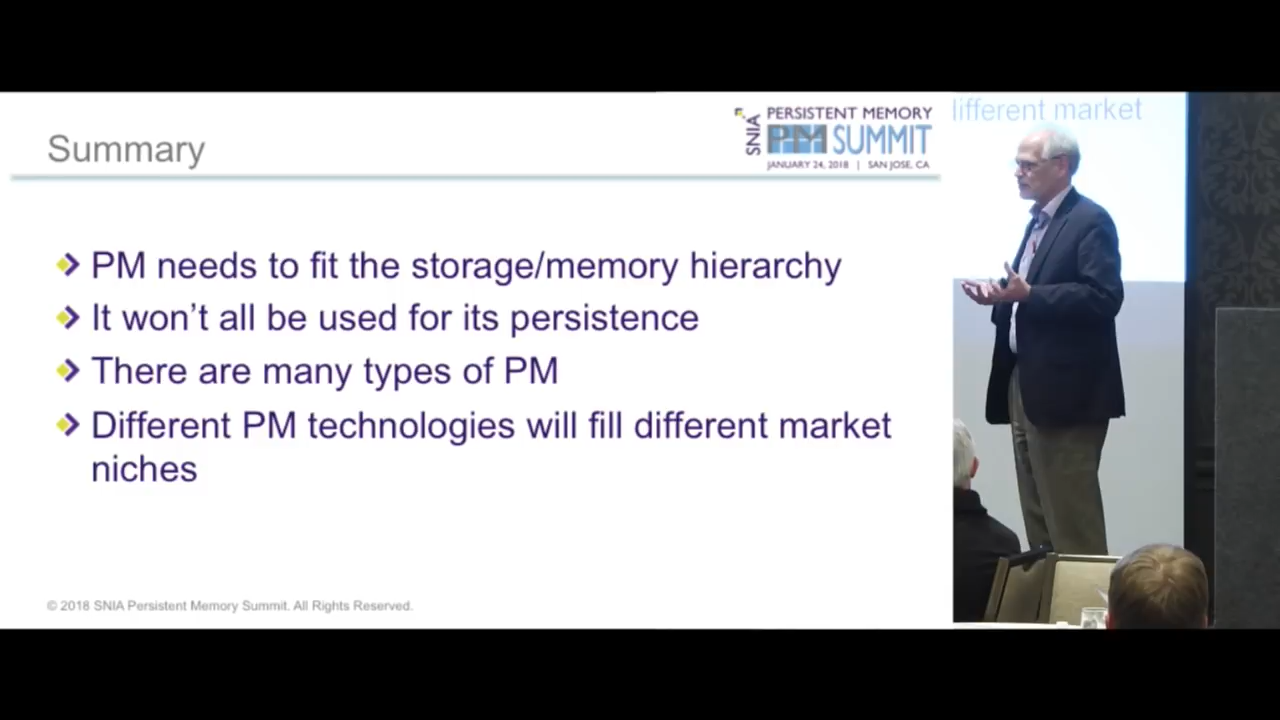 Summary
SNIA
PERSISTENT MEMORY
PM SUMMIT
JANUARY 24, 2018 | SAN JOSE, CA
PM needs to fit the storage/memory hierarchy
It won't all be used for its persistence
There are many types of PM
Different PM technologies will fill different market
niches
© 2018 SNIA Persistent Memory Summit. All Rights Reserved.
different market